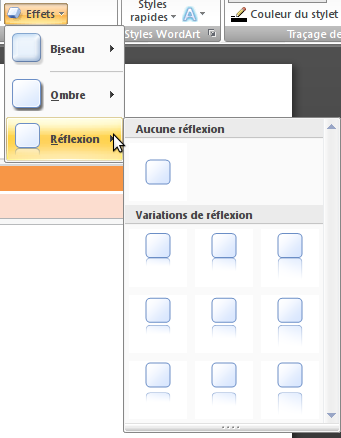 Effets
Styles
rapides
A
Couleur du stylet
Styles WordArt
Traçage de
Biseau
Ombre
Réflexion
Aucune réflexion
Variations de réflexion